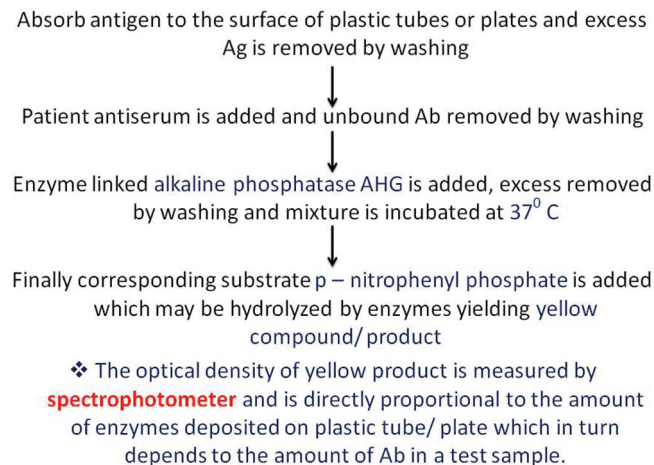 Absorb antigen to the surface of plastic tubes or plates and excess
Ag is removed by washing
Patient antiserum is added and unbound Ab removed by washing
Enzyme linked alkaline phosphatase AHG is added, excess removed
by washing and mixture is incubated at 37⁰ C
Finally corresponding substrate p – nitrophenyl phosphate is added
which may be hydrolyzed by enzymes yielding yellow
compound/ product
❖ The optical density of yellow product is measured by
spectrophotometer and is directly proportional to the amount
of enzymes deposited on plastic tube/ plate which in turn
depends to the amount of Ab in a test sample.